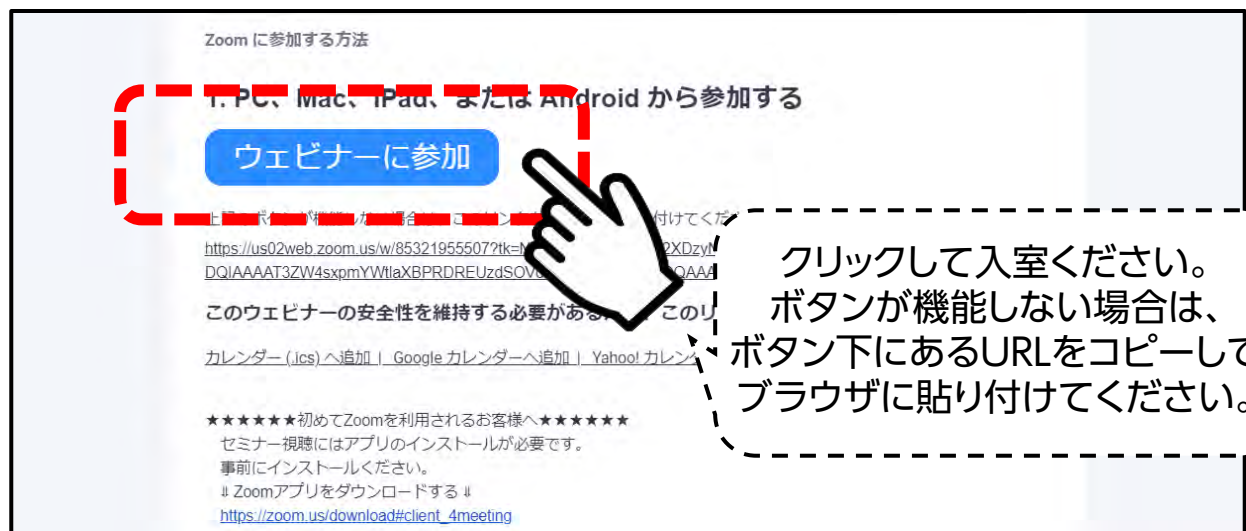 Zoom に参加する方法
1. PC、Mac、iPad、または Android から参加する
ウェビナーに参加
付けてくだ
https://us02web.zoom.us/w/85321955507?tk=
DQIAAAAT3ZW4sxpmYWtlaXBPRDREUzdSOV
このウェビナーの安全性を維持する必要がある このリ
カレンダー (.ics) へ追加 | Google カレンダーへ追加 | Yahoo! カレン
クリックして入室ください。
ボタンが機能しない場合は、
ボタン下にあるURLをコピーして
ブラウザに貼り付けてください。
★★★★★★初めてZoomを利用されるお客様へ★★★★★★
セミナー視聴にはアプリのインストールが必要です。
事前にインストールください。
⇓ Zoomアプリをダウンロードする ⇓
https://zoom.us/download#client_4meeting